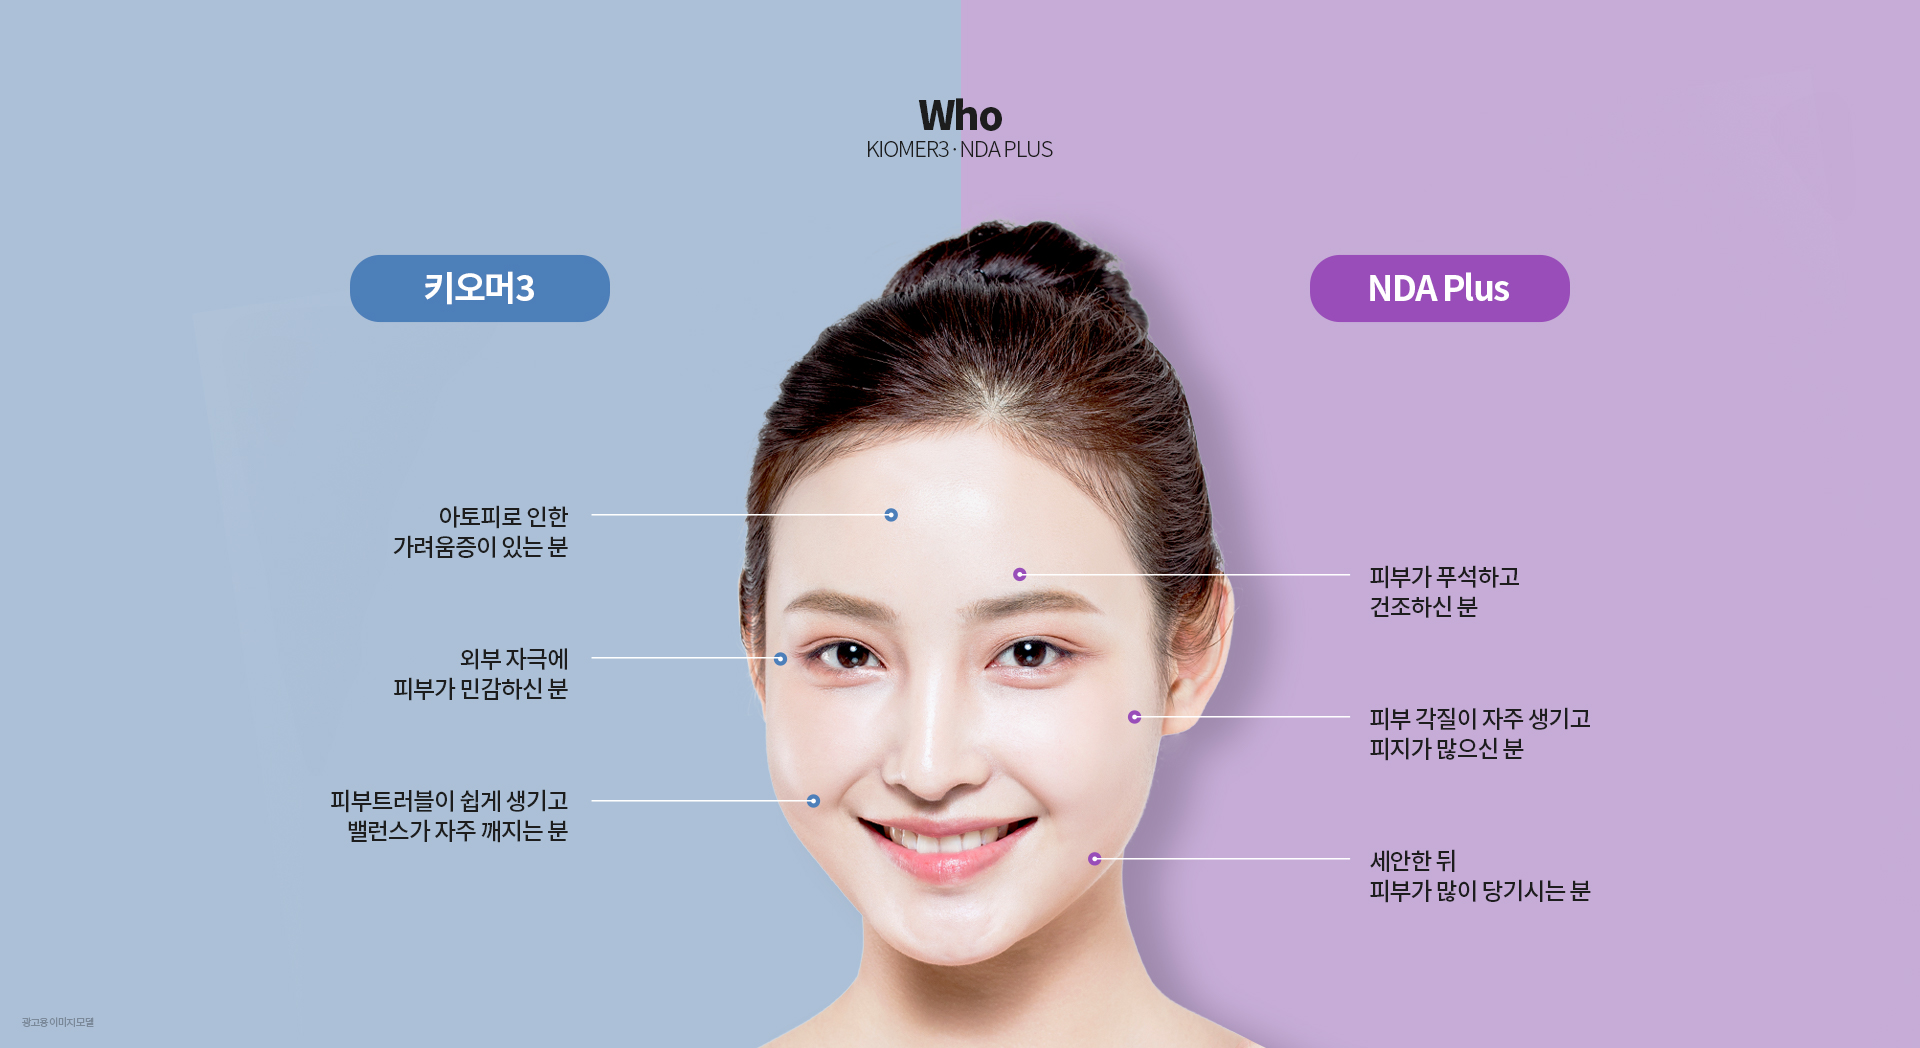 Who
KIOMER3 · NDA PLUS
키오머3
아토피로 인한
가려움증이 있는 분
외부 자극에
피부가 민감하신 분
피부트러블이 쉽게 생기고
밸런스가 자주 깨지는 분
NDA Plus
피부가 푸석하고
건조하신 분
피부 각질이 자주 생기고
피지가 많으신 분
세안한 뒤
피부가 많이 당기시는 분
광고용 이미지 모델